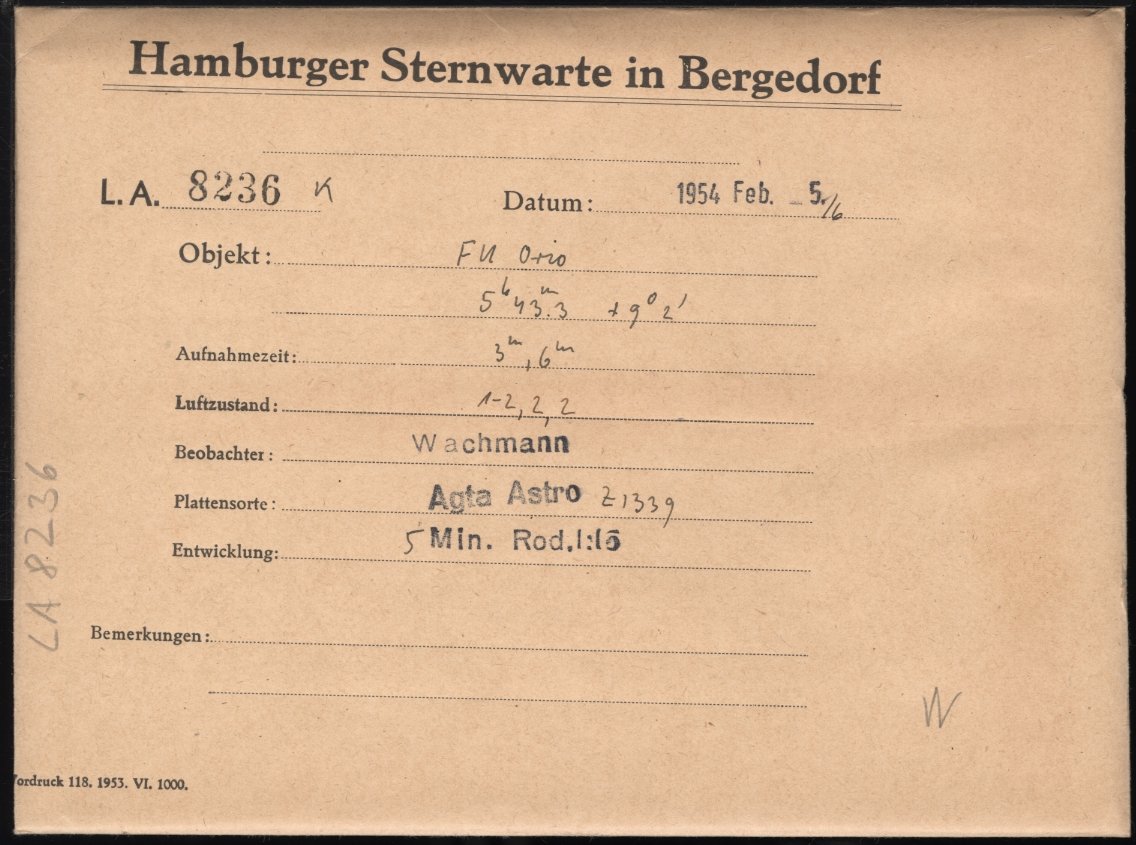 Hamburger Sternwarte in Bergedorf
L. A. 8236 K
Datum: 1954 Feb. 5./6
Objekt: FU Orio
5ʰ43ᵐ.3 +9°2'
Aufnahmezeit: 3ᵐ, 6ᵐ
Luftzustand: 1-2, 2, 2
Beobachter: Wachmann
Plattensorte: Agfa Astro Z1339
Entwicklung: 5 Min. Rod.1:15
LA 8236
Bemerkungen:
W
Vordruck 118. 1953. VI. 1000.